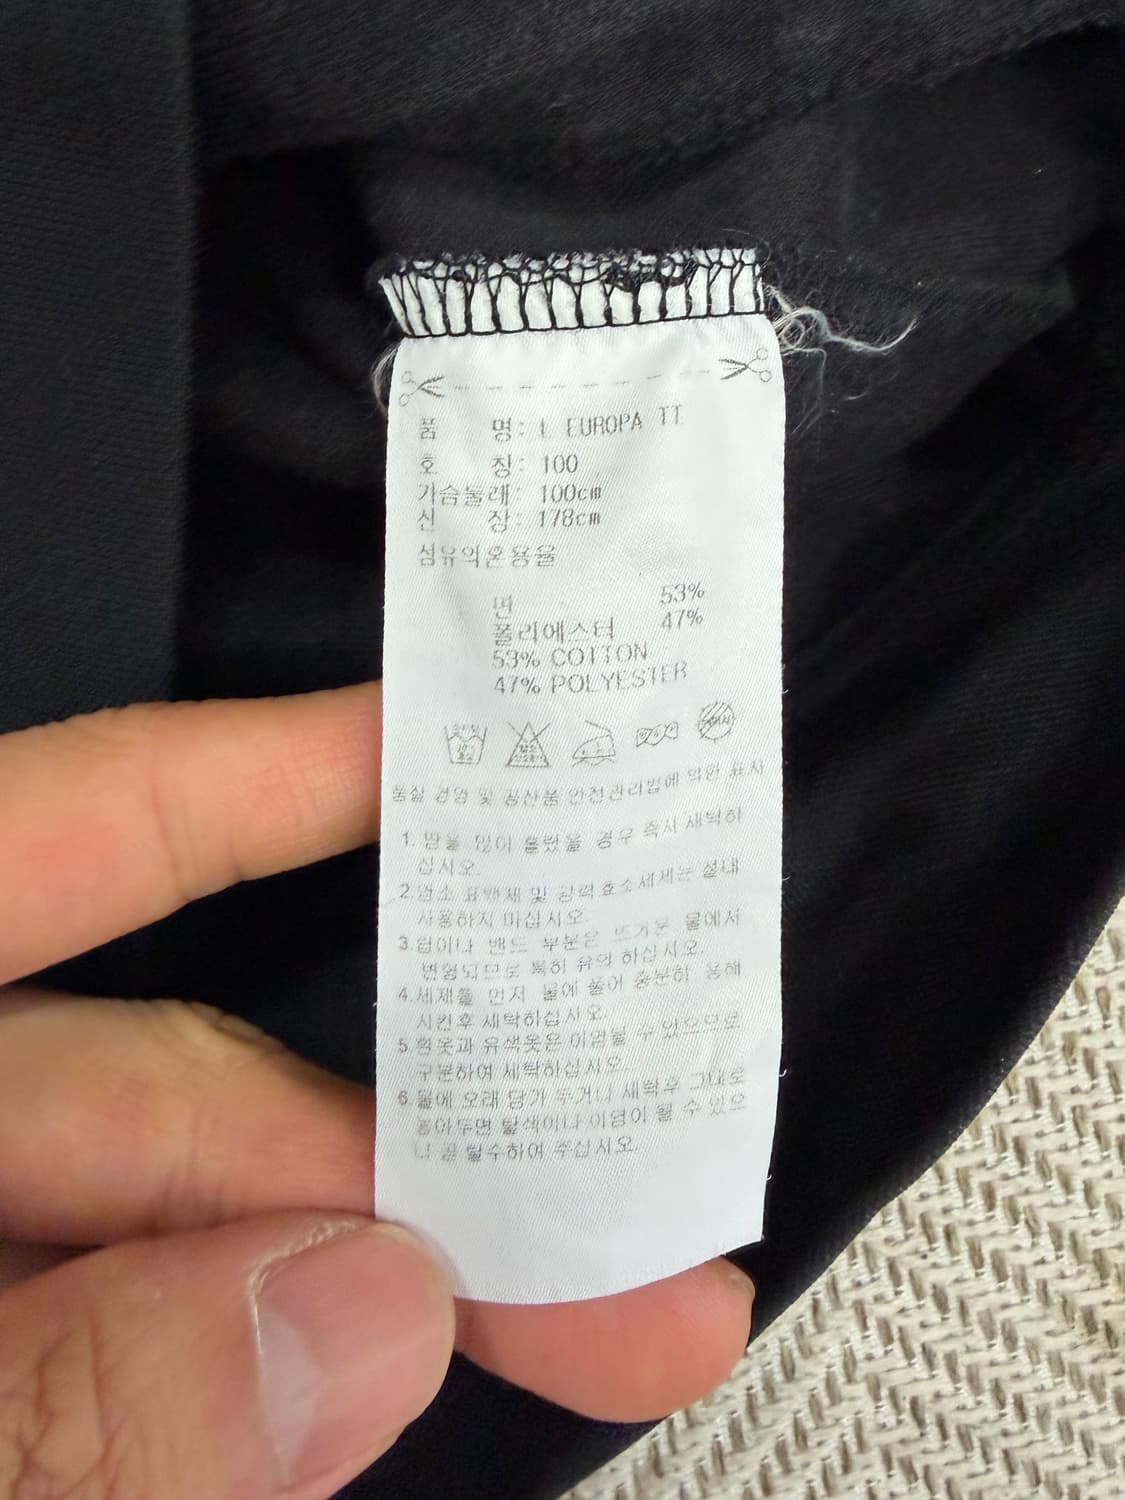 품 명: L EUROPA TT
호 칭: 100
가슴둘레: 100cm
신 장: 178cm
섬유의혼용율
면 53%
폴리에스터 47%
53% COTTON
47% POLYESTER
품질 경영 및 공산품 안전관리법에 의한 표시
1. 땀을 많이 흘렸을 경우 즉시 세탁하
십시오.
2.염소 표백제 및 강력효소세제는 절대
사용하지 마십시오.
3.컵이나 밴드 부분은 뜨거운 물에서
변형되므로 특히 유의 하십시오.
4.세제를 먼저 물에 풀어 충분히 용해
시킨후 세탁하십시오.
5.흰옷과 유색옷은 이염될 수 있으므로
구분하여 세탁하십시오.
6.물에 오래 담가 두거나 세탁후 그대로
놓아두면 탈색이나 이염이 될 수 있으
니 곧 탈수하여 주십시오.